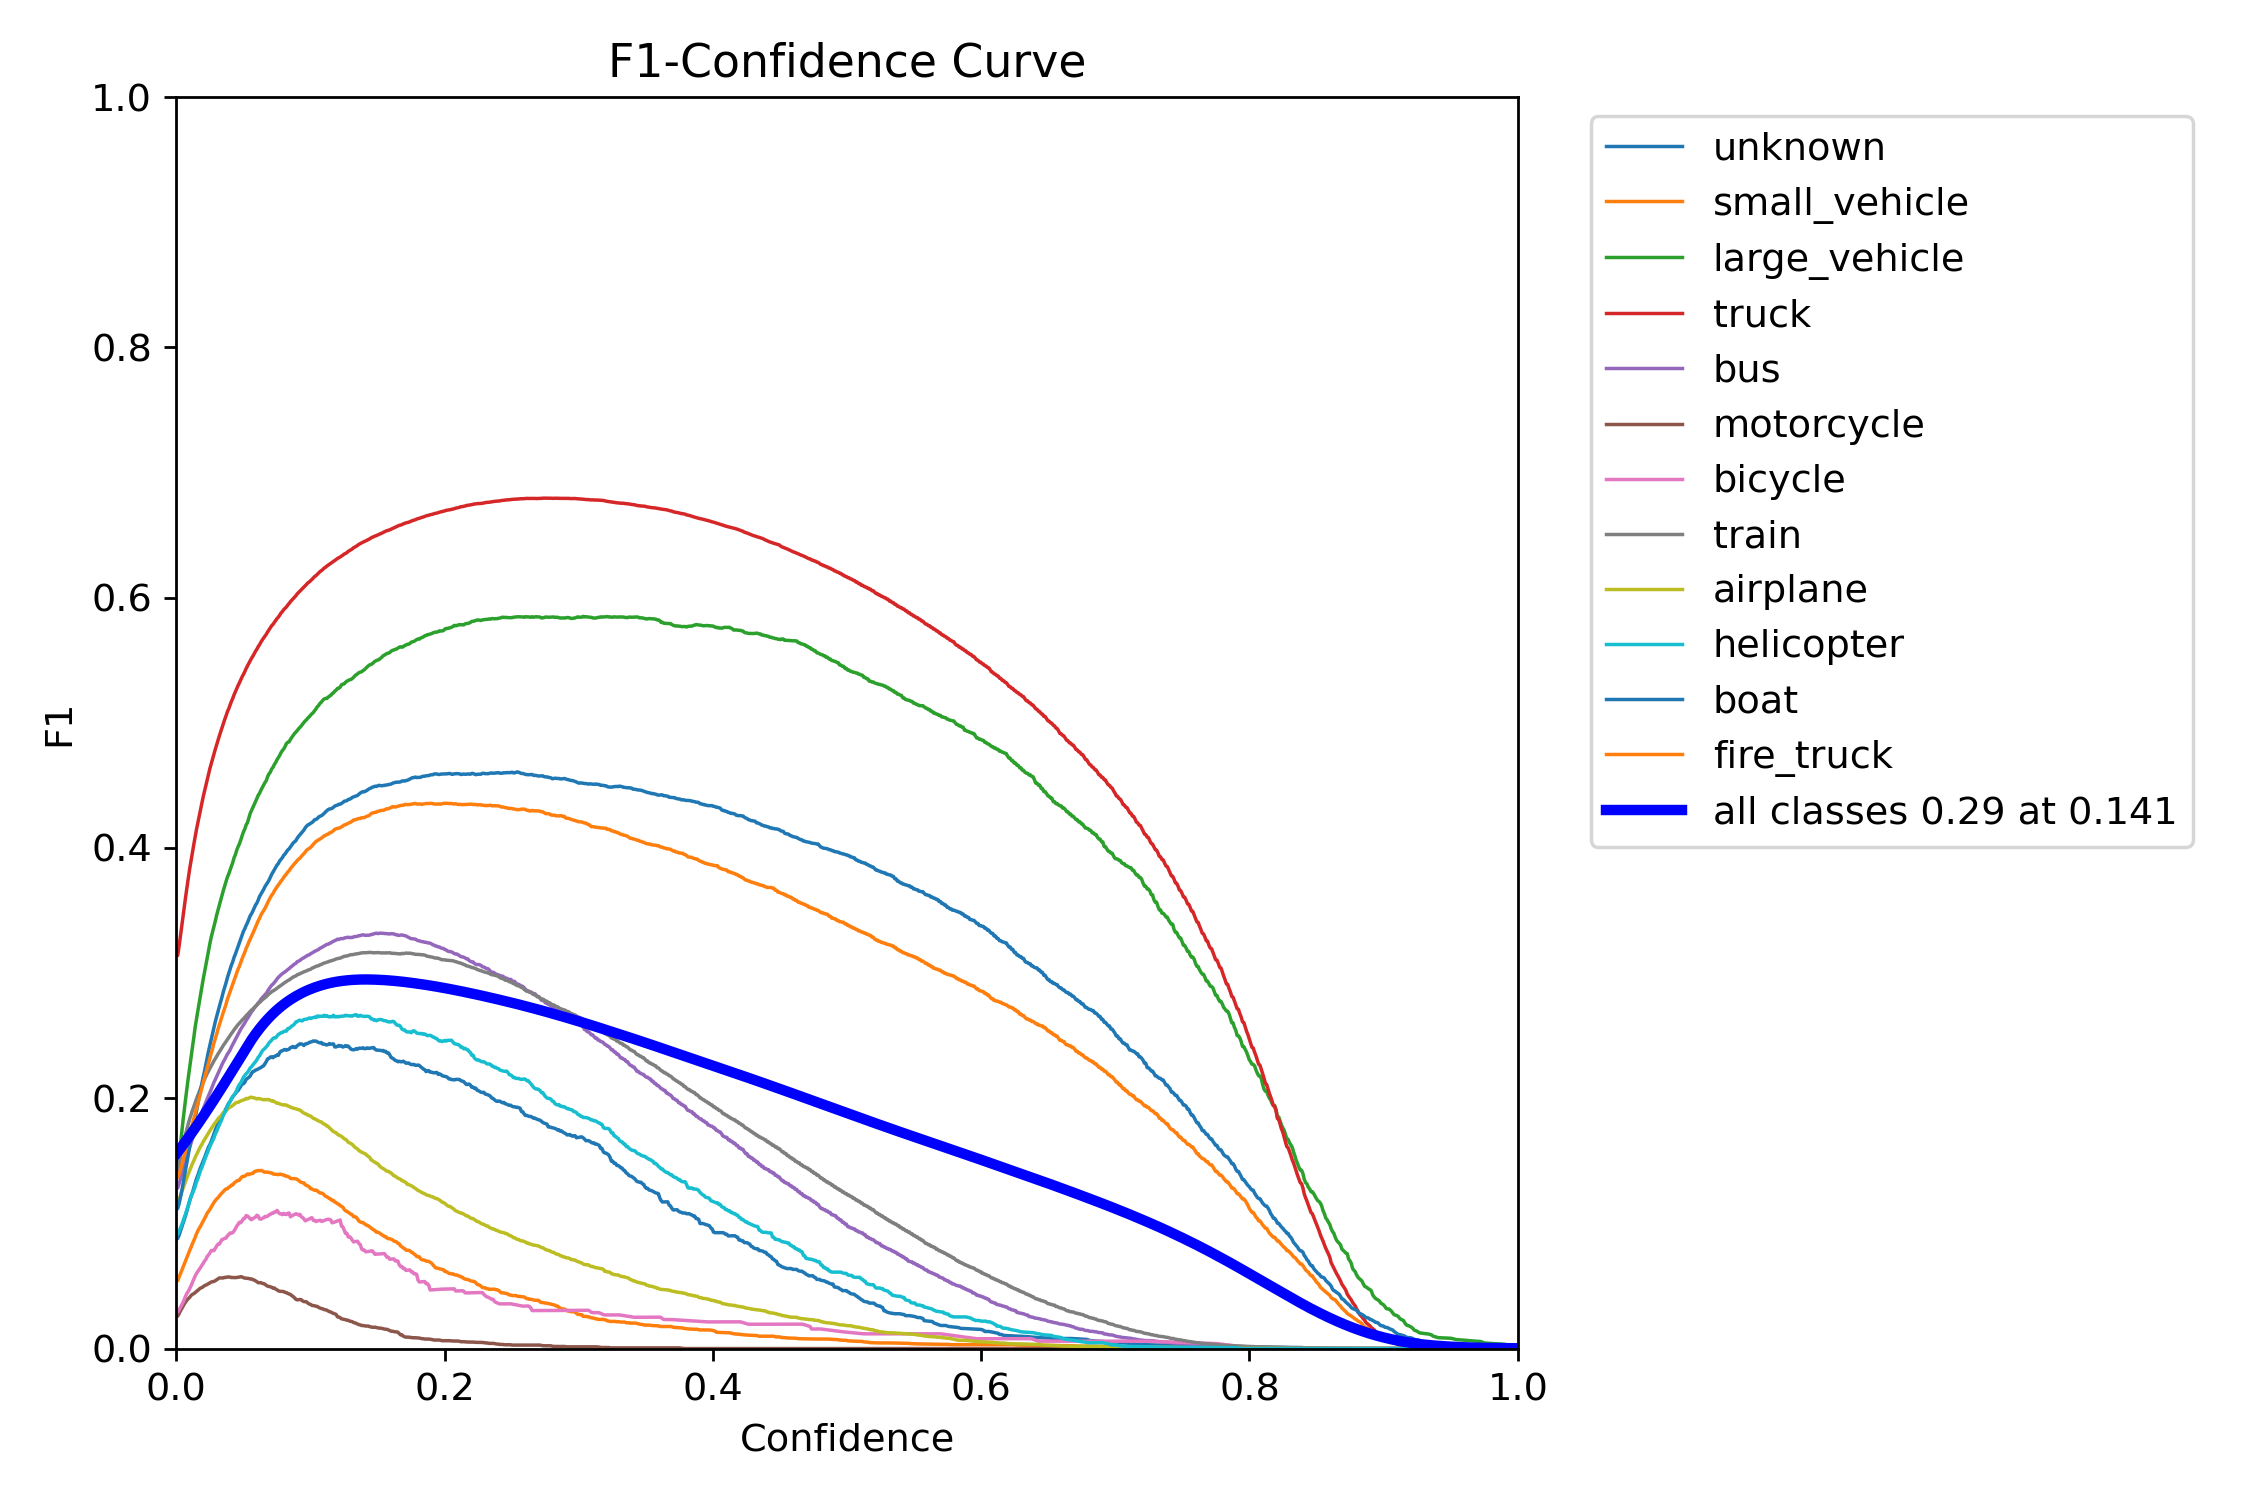 F1-Confidence Curve
1.0
0.8
0.6
0.4
0.2
0.0
F1
0.0 0.2 0.4 0.6 0.8 1.0
Confidence
unknown
small_vehicle
large_vehicle
truck
bus
motorcycle
bicycle
train
airplane
helicopter
boat
fire_truck
all classes 0.29 at 0.141